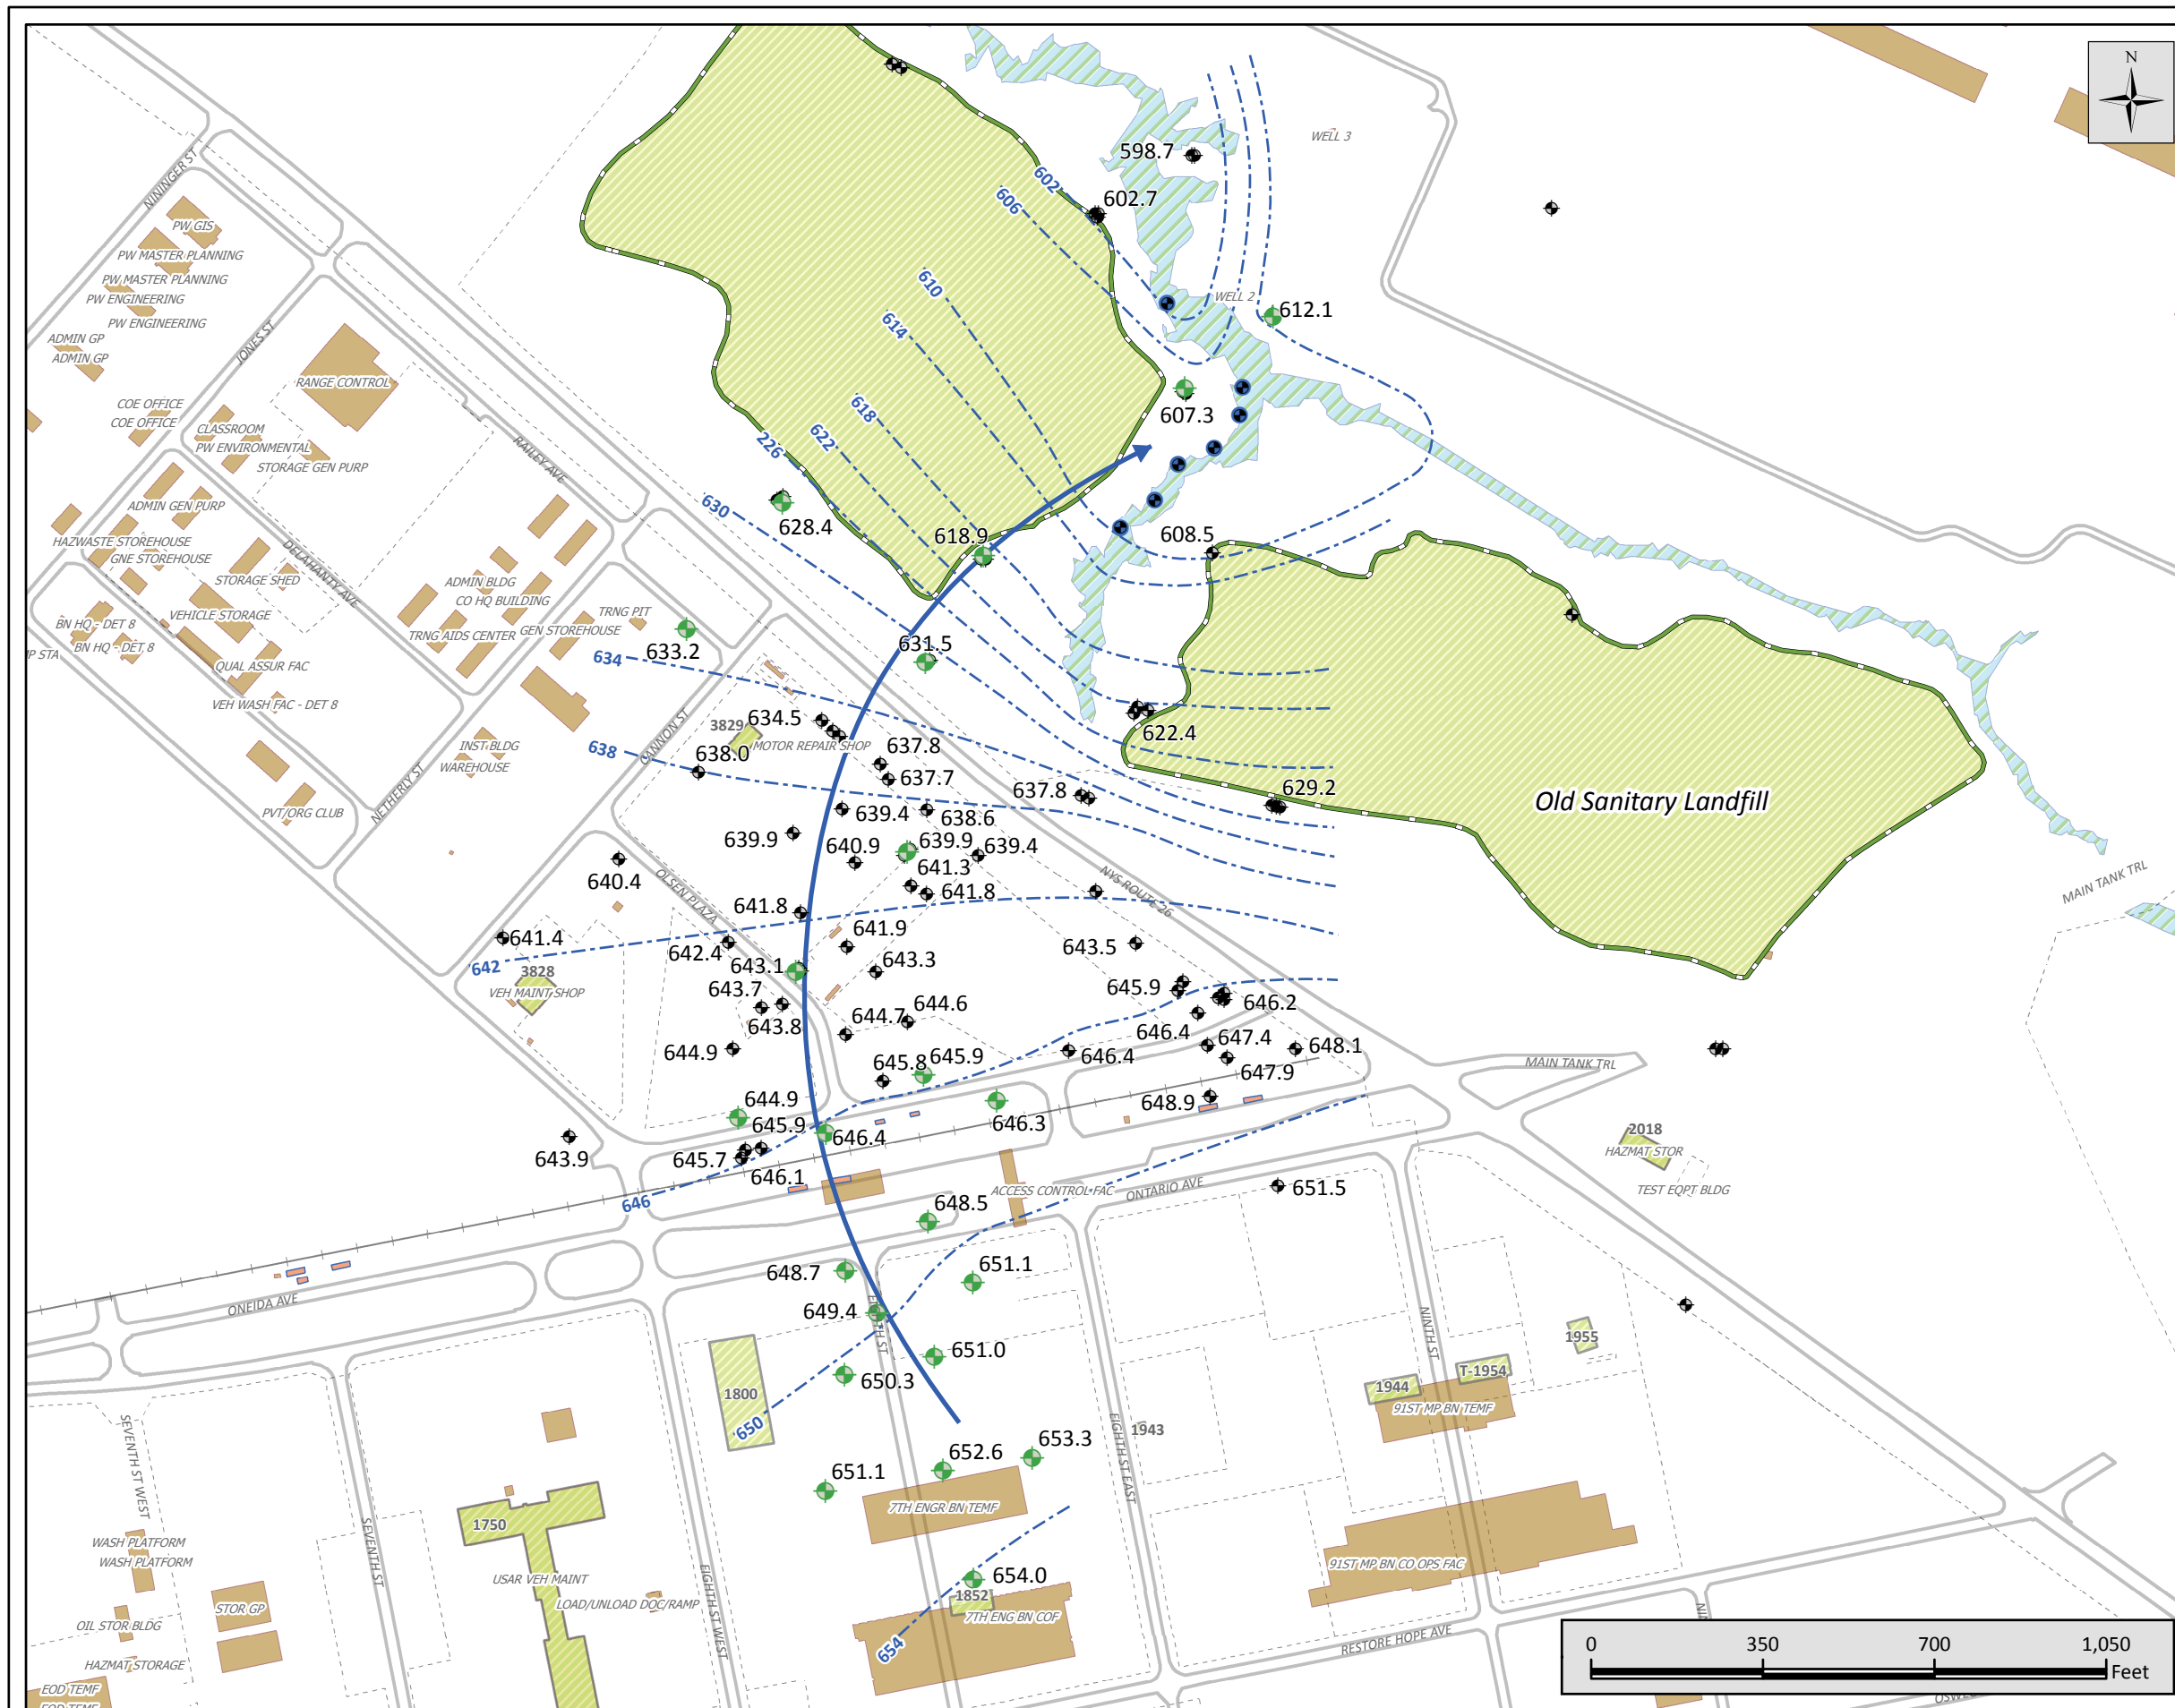 N
WELL 3
598.7
602
602.7
606
NININGER ST
PW GIS
PW MASTER PLANNING
PW MASTER PLANNING
PW ENGINEERING
PW ENGINEERING
WELL 2
612.1
610
614
ADMIN GP
ADMIN GP
JONES ST
RANGE CONTROL
COE OFFICE
COE OFFICE
CLASSROOM
PW ENVIRONMENTAL
STORAGE GEN PURP
618
607.3
622
226
RAILEY AVE
630
628.4
618.9
608.5
ADMIN GEN PURP
HAZWASTE STOREHOUSE
GNE STOREHOUSE
DELAHANTY AVE
STORAGE SHED
ADMIN BLDG
CO HQ BUILDING
VEHICLE STORAGE
TRNG PIT
GEN STOREHOUSE
TRNG AIDS CENTER
BN HQ - DET 8
BN HQ - DET 8
P STA
QUAL ASSUR FAC
VEH WASH FAC - DET 8
634
633.2
631.5
3829
634.5
MOTOR REPAIR SHOP
622.4
CANNON ST
638
638.0
637.8
637.7
637.8
629.2
Old Sanitary Landfill
INST BLDG
WAREHOUSE
NETHERLY ST
PVT/ORG CLUB
639.4
638.6
639.9
640.9
639.9
639.4
641.3
641.8
640.4
OLSEN PLAZA
NYS ROUTE 26
MAIN TANK TRL
641.8
641.4
642
642.4
641.9
643.5
643.1
643.3
3828
VEH MAINT SHOP
643.7
643.8
645.9
646.2
644.7
644.6
646.4
647.4
644.9
645.8
645.9
646.4
648.1
647.9
MAIN TANK TRL
644.9
645.9
646.4
646.3
648.9
643.9
645.7
646.1
646
2018
HAZMAT STOR
TEST EQPT BLDG
ACCESS CONTROL FAC
ONTARIO AVE
651.5
648.5
648.7
651.1
649.4
ONEIDA AVE
EIGHTH ST
NINTH ST
1955
651.0
650.3
1800
650
T-1954
1944
91ST MP BN TEMF
1943
EIGHTH ST EAST
SEVENTH ST WEST
652.6
653.3
651.1
7TH ENGR BN TEMF
1750
SEVENTH ST
WASH PLATFORM
WASH PLATFORM
USAR VEH MAINT
LOAD/UNLOAD DOC/RAMP
EIGHTH ST WEST
91ST MP BN CO OPS FAC
654.0
1852
7TH ENG BN COF
654
STOR GP
OIL STOR BLDG
HAZMAT STORAGE
EOD TEMF
EOD TEMF
RESTORE HOPE AVE
NIN
0 350 700 1,050
Feet